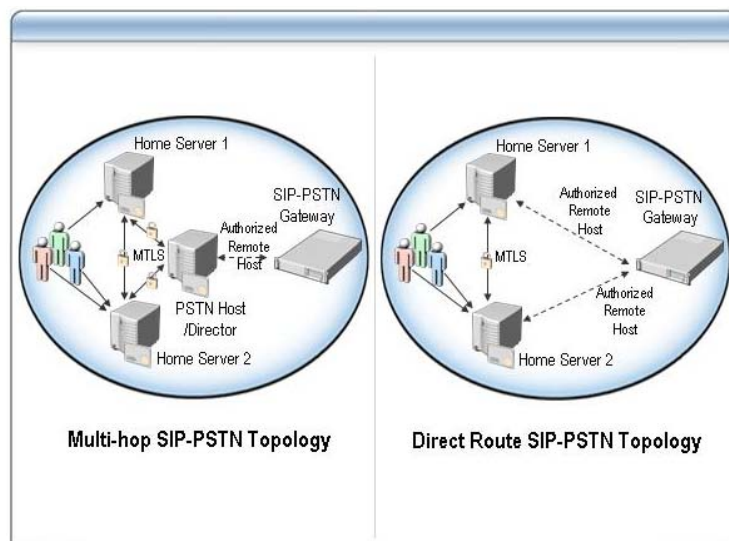 Home Server 1
SIP-PSTN
Gateway
Authorized
Remote
Host
MTLS
PSTN Host
/Director
Home Server 2
Multi-hop SIP-PSTN Topology
Home Server 1
Authorized
Remote
Host
SIP-PSTN
Gateway
MTLS
Authorized
Remote
Host
Home Server 2
Direct Route SIP-PSTN Topology